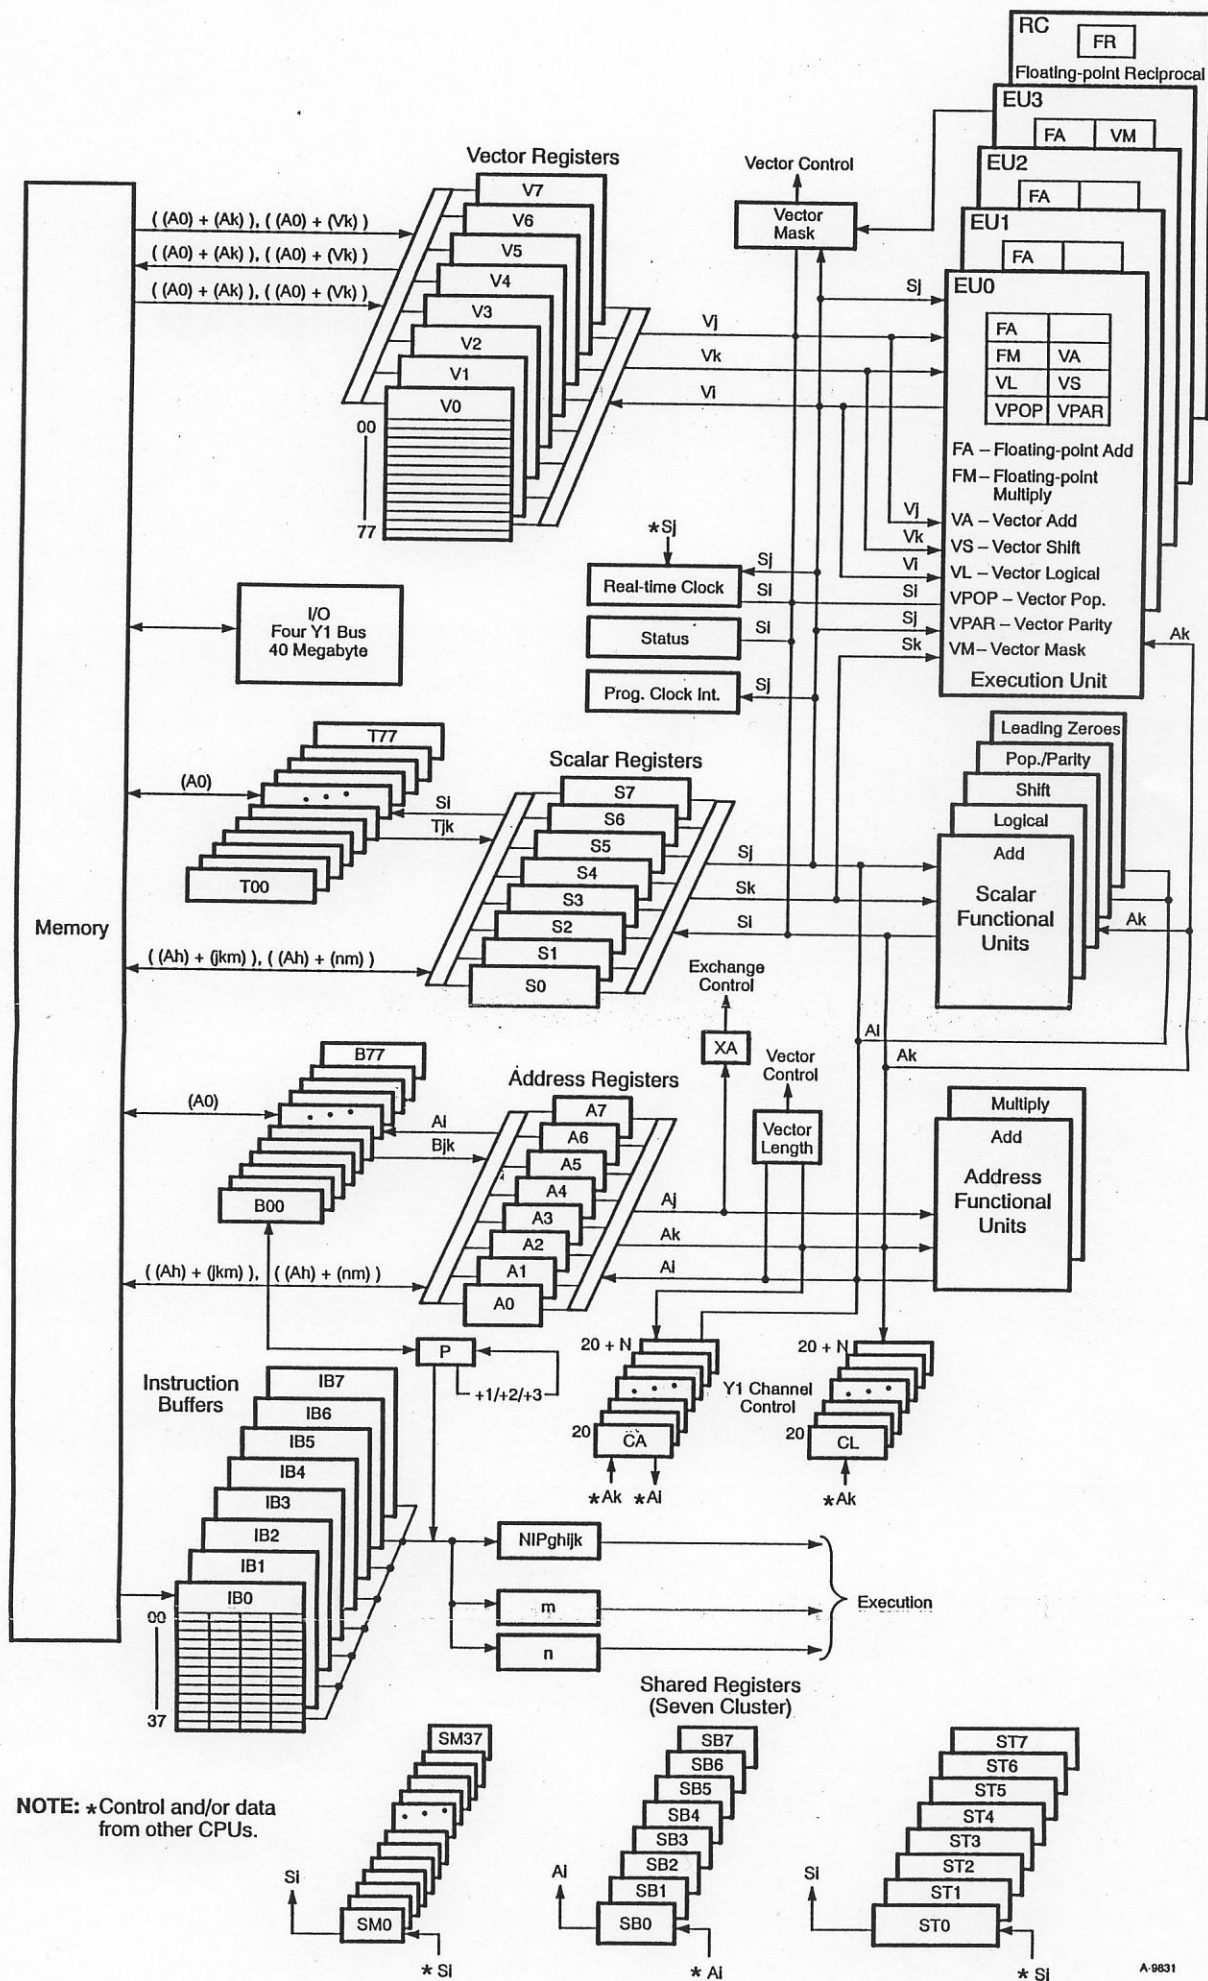 RC
FR
Floating-point Reciprocal
EU3
FA VM
EU2
FA
EU1
FA
EU0
FA
FM VA
VL VS
VPOP VPAR
FA – Floating-point Add
FM – Floating-point
Multiply
VA – Vector Add
VS – Vector Shift
VL – Vector Logical
VPOP – Vector Pop.
VPAR – Vector Parity
VM – Vector Mask
Execution Unit
Vector Control
Vector
Mask
Sj
Vj
Vk
Vi
Vj
Vk
Vi
Si
Sj
Sk
Ak
Vector Registers
V7
V6
V5
V4
V3
V2
V1
V0
00
77
( (A0) + (Ak) ), ( (A0) + (Vk) )
( (A0) + (Ak) ), ( (A0) + (Vk) )
( (A0) + (Ak) ), ( (A0) + (Vk) )
*Sj
Real-time Clock
Sj
Si
Status
Si
Prog. Clock Int.
Sj
I/O
Four Y1 Bus
40 Megabyte
Memory
T77
• • •
T00
(A0)
Si
Tjk
Scalar Registers
S7
S6
S5
S4
S3
S2
S1
S0
( (Ah) + (jkm) ), ( (Ah) + (nm) )
Sj
Sk
Si
Leading Zeroes
Pop./Parity
Shift
Logical
Add
Scalar
Functional
Units
Ak
Ai
Ak
Exchange
Control
XA
Vector
Control
Vector
Length
B77
• • •
B00
(A0)
Ai
Bjk
Address Registers
A7
A6
A5
A4
A3
A2
A1
A0
( (Ah) + (jkm) ), ( (Ah) + (nm) )
Aj
Ak
Ai
Multiply
Add
Address
Functional
Units
P
+1/+2/+3
20 + N
• • •
20
CA
*Ak *Ai
Y1 Channel
Control
20 + N
• • •
20
CL
*Ak
Instruction
Buffers
IB7
IB6
IB5
IB4
IB3
IB2
IB1
IB0
00
37
NIPghijk
m
n
Execution
Shared Registers
(Seven Cluster)
SM37
• • •
SM0
Si
* Si
SB7
SB6
SB5
SB4
SB3
SB2
SB1
SB0
Ai
* Ai
ST7
ST6
ST5
ST4
ST3
ST2
ST1
ST0
Si
* Si
NOTE: *Control and/or data
from other CPUs.
A-9831